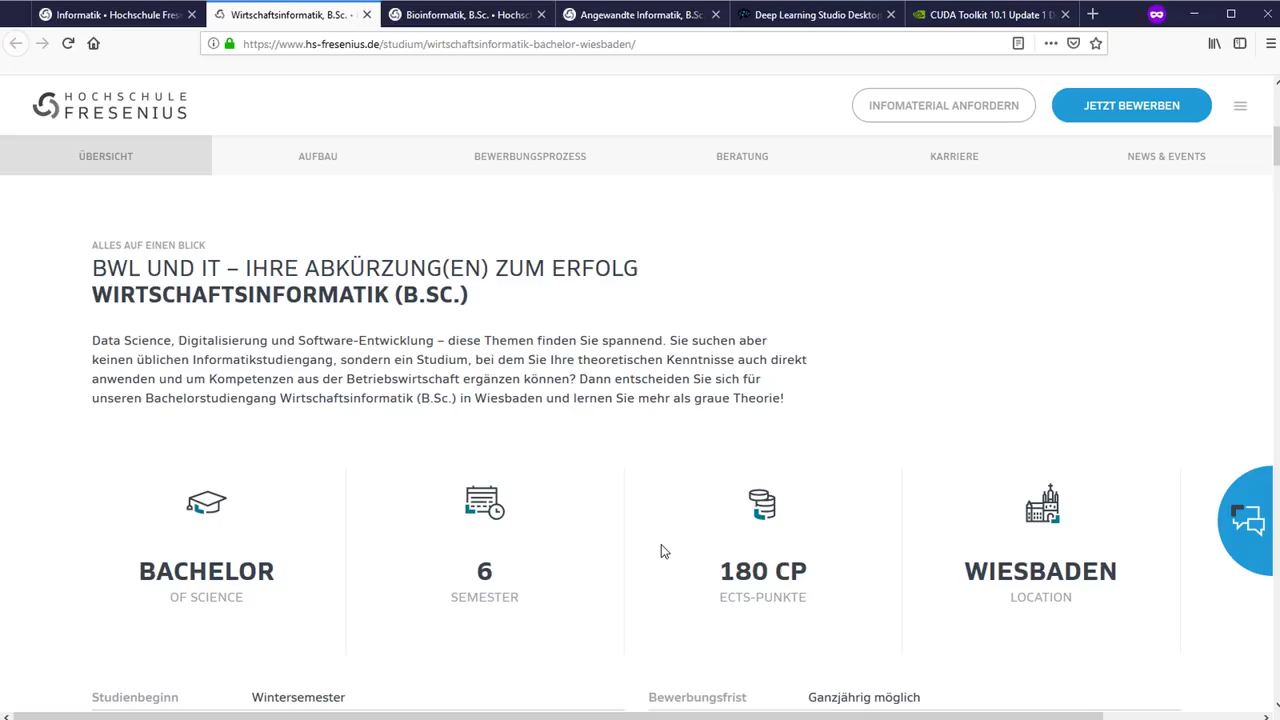 Informatik • Hochschule Fres
Wirtschaftsinformatik, B.Sc. •
Bioinformatik, B.Sc. • Hochsc
Angewandte Informatik, B.Sc.
Deep Learning Studio Desktop
CUDA Toolkit 10.1 Update 1 D
https://www.hs-fresenius.de/studium/wirtschaftsinformatik-bachelor-wiesbaden/
HOCHSCHULE
FRESENIUS
INFOMATERIAL ANFORDERN
JETZT BEWERBEN
ÜBERSICHT
AUFBAU
BEWERBUNGSPROZESS
BERATUNG
KARRIERE
NEWS & EVENTS
ALLES AUF EINEN BLICK
BWL UND IT – IHRE ABKÜRZUNG(EN) ZUM ERFOLG
WIRTSCHAFTSINFORMATIK (B.SC.)
Data Science, Digitalisierung und Software-Entwicklung – diese Themen finden Sie spannend. Sie suchen aber
keinen üblichen Informatikstudiengang, sondern ein Studium, bei dem Sie Ihre theoretischen Kenntnisse auch direkt
anwenden und um Kompetenzen aus der Betriebswirtschaft ergänzen können? Dann entscheiden Sie sich für
unseren Bachelorstudiengang Wirtschaftsinformatik (B.Sc.) in Wiesbaden und lernen Sie mehr als graue Theorie!
BACHELOR
OF SCIENCE
6
SEMESTER
180 CP
ECTS-PUNKTE
WIESBADEN
LOCATION
Studienbeginn
Wintersemester
Bewerbungsfrist
Ganzjährig möglich